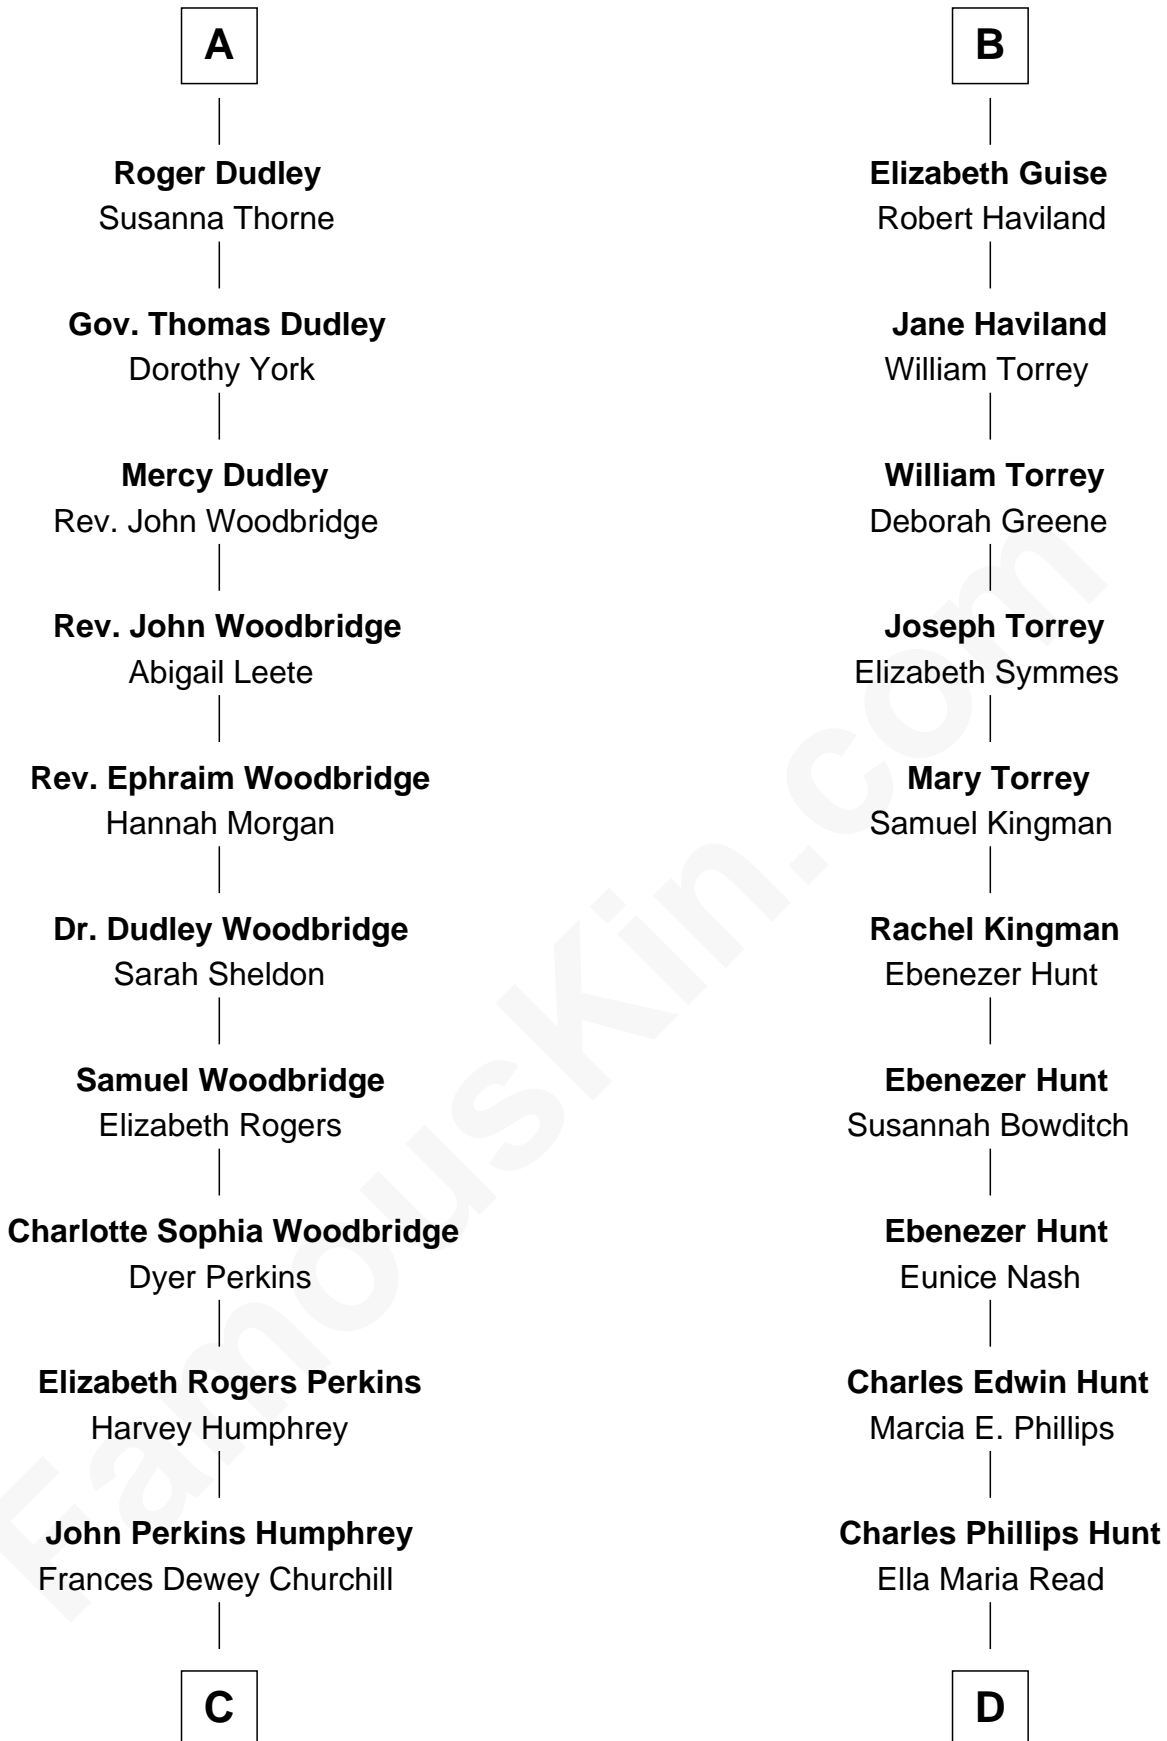 A
Roger Dudley
Susanna Thorne
Gov. Thomas Dudley
Dorothy York
Mercy Dudley
Rev. John Woodbridge
Rev. John Woodbridge
Abigail Leete
Rev. Ephraim Woodbridge
Hannah Morgan
Dr. Dudley Woodbridge
Sarah Sheldon
Samuel Woodbridge
Elizabeth Rogers
Charlotte Sophia Woodbridge
Dyer Perkins
Elizabeth Rogers Perkins
Harvey Humphrey
John Perkins Humphrey
Frances Dewey Churchill
C
B
Elizabeth Guise
Robert Haviland
Jane Haviland
William Torrey
William Torrey
Deborah Greene
Joseph Torrey
Elizabeth Symmes
Mary Torrey
Samuel Kingman
Rachel Kingman
Ebenezer Hunt
Ebenezer Hunt
Susannah Bowditch
Ebenezer Hunt
Eunice Nash
Charles Edwin Hunt
Marcia E. Phillips
Charles Phillips Hunt
Ella Maria Read
D
FamousKin.com